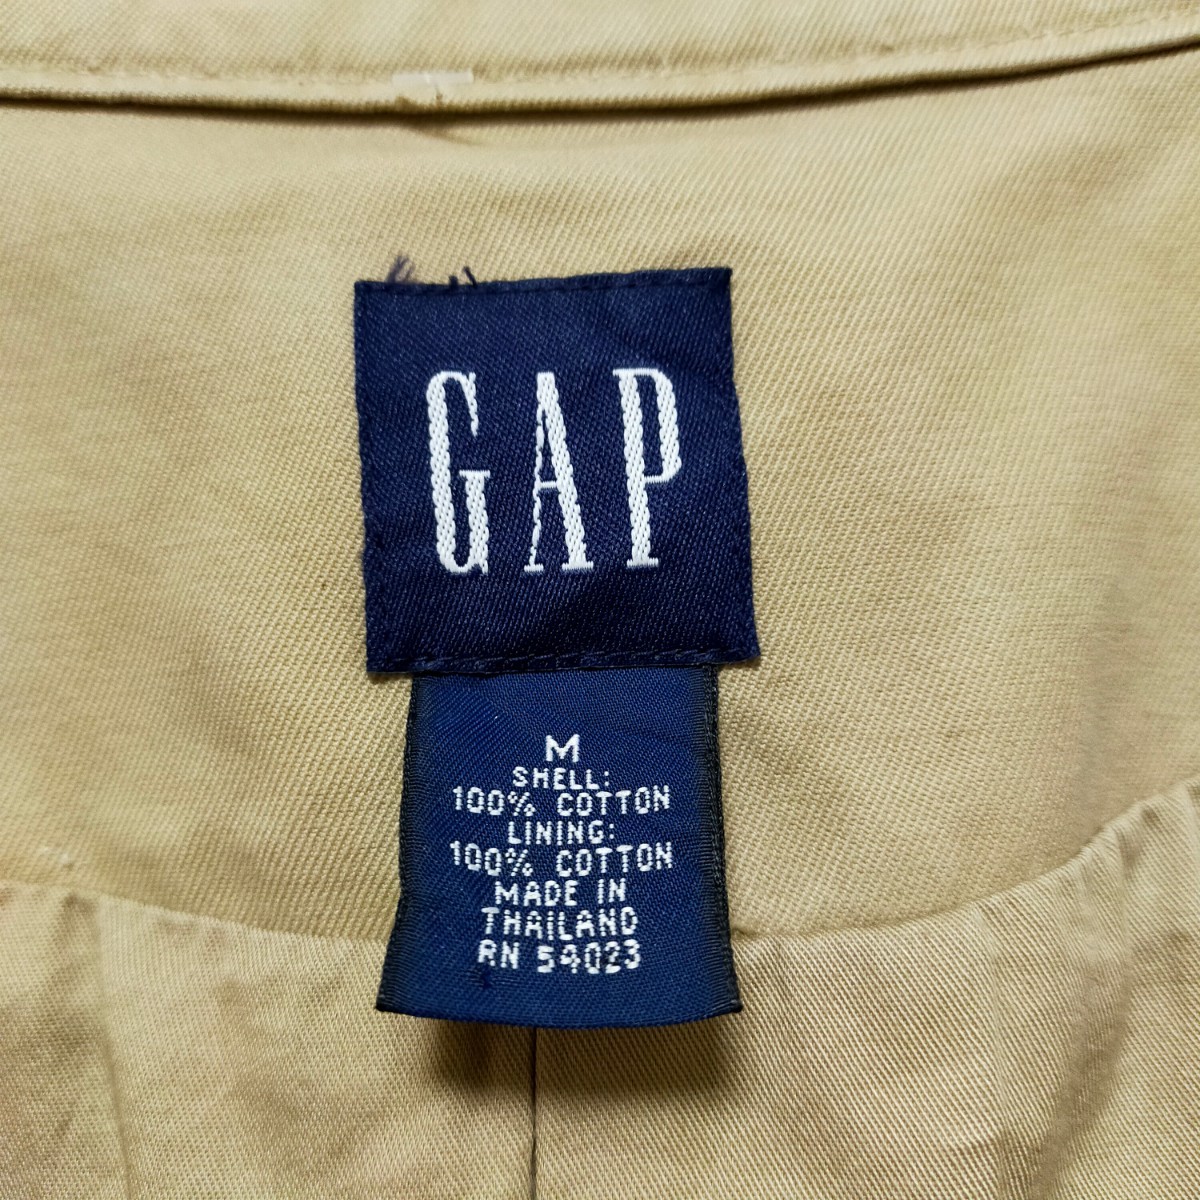 GAP
M
SHELL:
100% COTTON
LINING:
100% COTTON
MADE IN
THAILAND
RN 54023